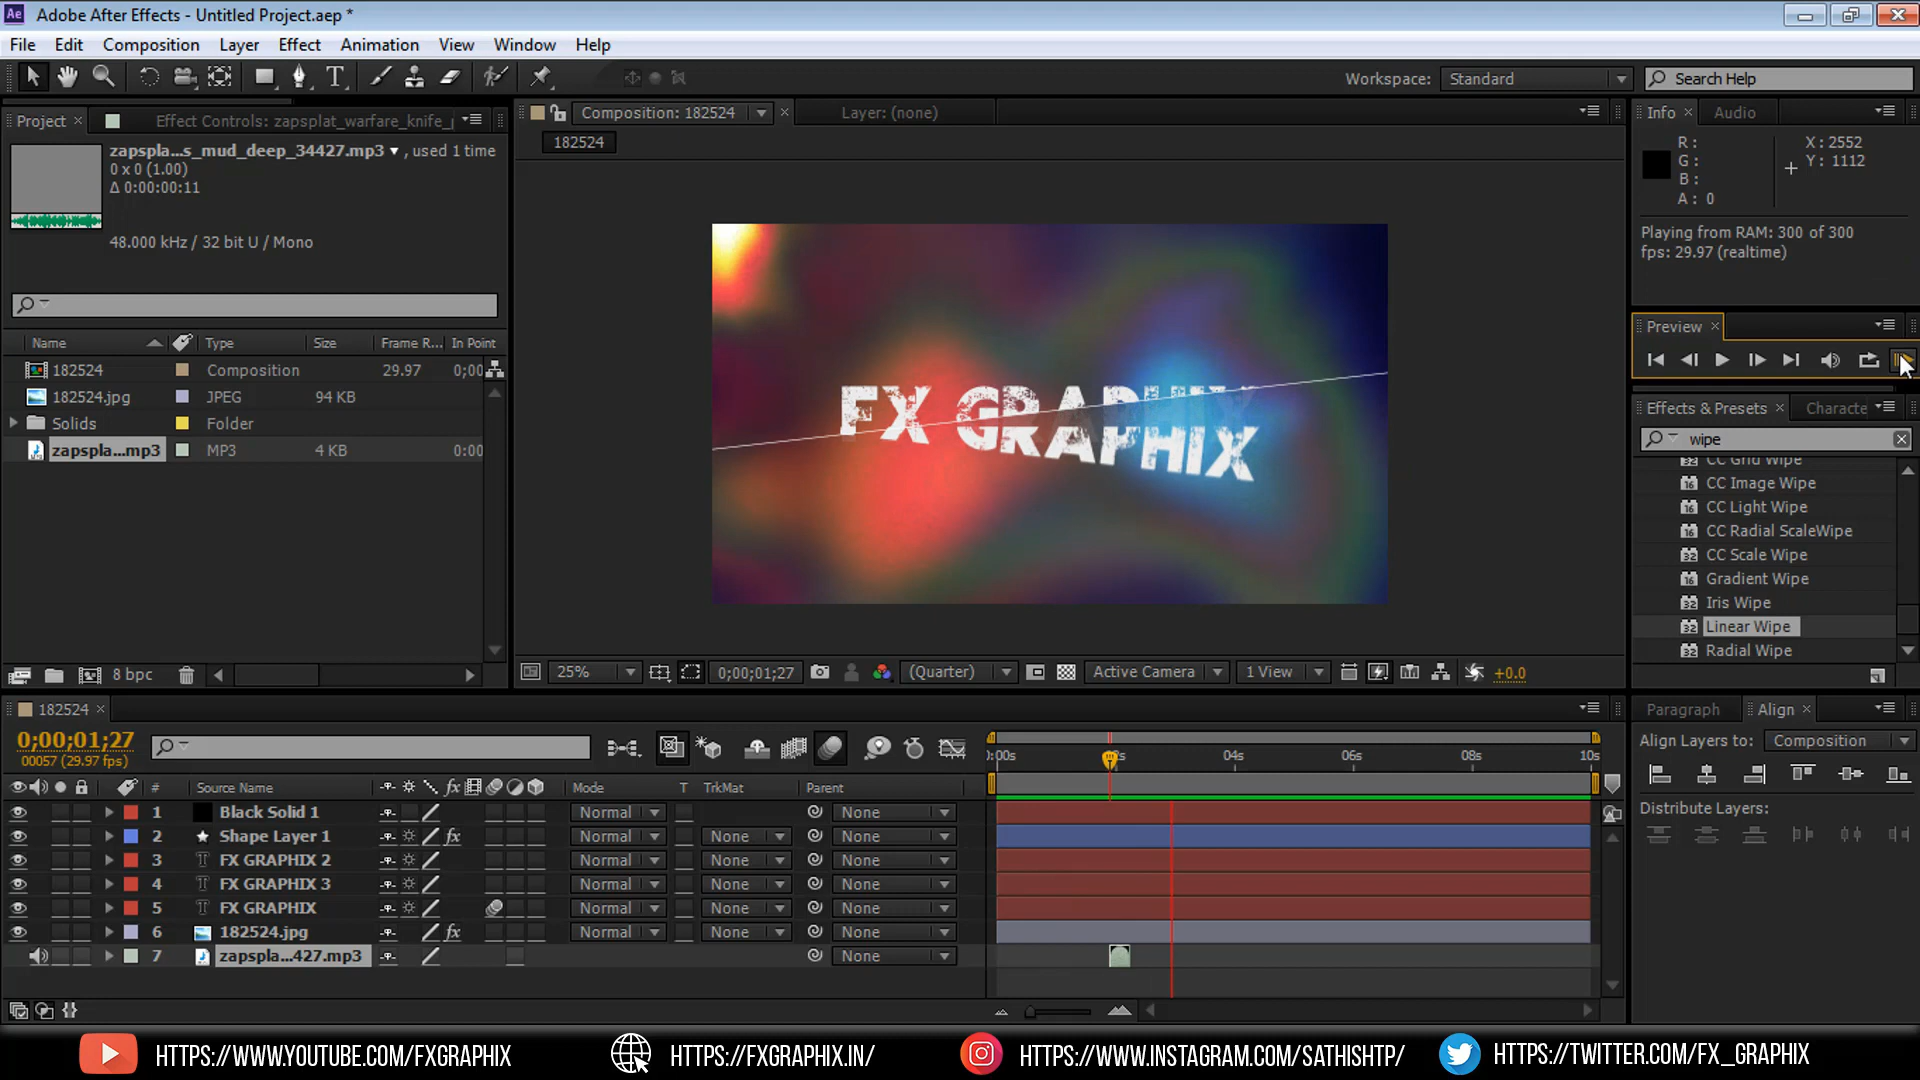 Ae Adobe After Effects - Untitled Project.aep *
File Edit Composition Layer Effect Animation View Window Help
Workspace: Standard Search Help
Project Effect Controls: zapsplat_warfare_knife_
Composition: 182524
Layer: (none)
Info Audio
182524
zapspla...s_mud_deep_34427.mp3 , used 1 time
0 x 0 (1.00)
Δ 0:00:00:11
48.000 kHz / 32 bit U / Mono
R :
G :
B :
A : 0
X : 2552
Y : 1112
Playing from RAM: 300 of 300
fps: 29.97 (realtime)
Preview
Name Type Size Frame R... In Point
182524 Composition 29.97 0;00
182524.jpg JPEG 94 KB
Solids Folder
zapspla...mp3 MP3 4 KB 0:00
FX GRAPHIX
Effects & Presets Characte
wipe
CC Grid Wipe
CC Image Wipe
CC Light Wipe
CC Radial ScaleWipe
CC Scale Wipe
Gradient Wipe
Iris Wipe
Linear Wipe
Radial Wipe
8 bpc
25% 0;00;01;27 (Quarter) Active Camera 1 View +0.0
182524
0;00;01;27
00057 (29.97 fps)
:00s 2s 04s 06s 08s 10s
# Source Name fx Mode T TrkMat Parent
1 Black Solid 1 Normal None
2 Shape Layer 1 fx Normal None None
3 FX GRAPHIX 2 Normal None None
4 FX GRAPHIX 3 Normal None None
5 FX GRAPHIX Normal None None
6 182524.jpg fx Normal None None
7 zapspla...427.mp3 None
Paragraph Align
Align Layers to: Composition
Distribute Layers:
HTTPS://WWW.YOUTUBE.COM/FXGRAPHIX
HTTPS://FXGRAPHIX.IN/
HTTPS://WWW.INSTAGRAM.COM/SATHISHTP/
HTTPS://TWITTER.COM/FX_GRAPHIX